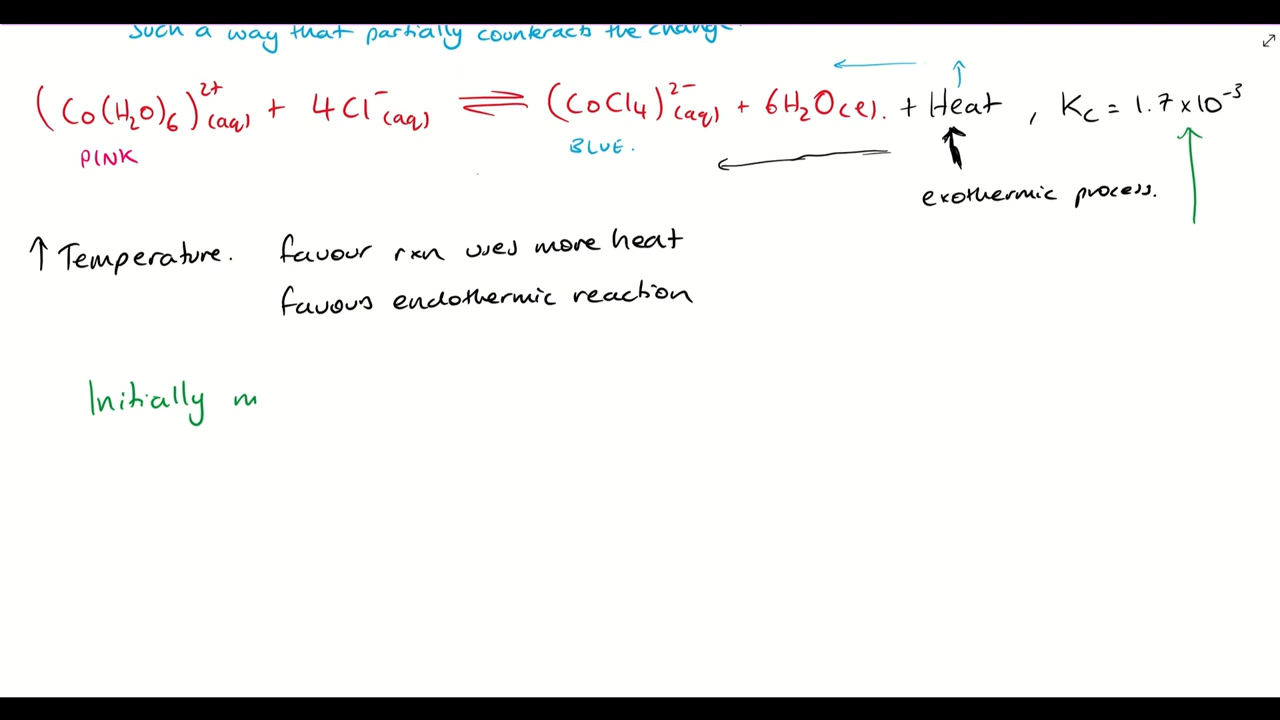 such a way that partially counteracts the change
(Co(H₂O)₆)²⁺(aq) + 4Cl⁻(aq) ⇌ (CoCl₄)²⁻(aq) + 6H₂O(l). + Heat , Kc = 1.7×10⁻³
PINK
BLUE.
exothermic process.
↑ Temperature. favour rxn uses more heat
favours endothermic reaction
Initially m